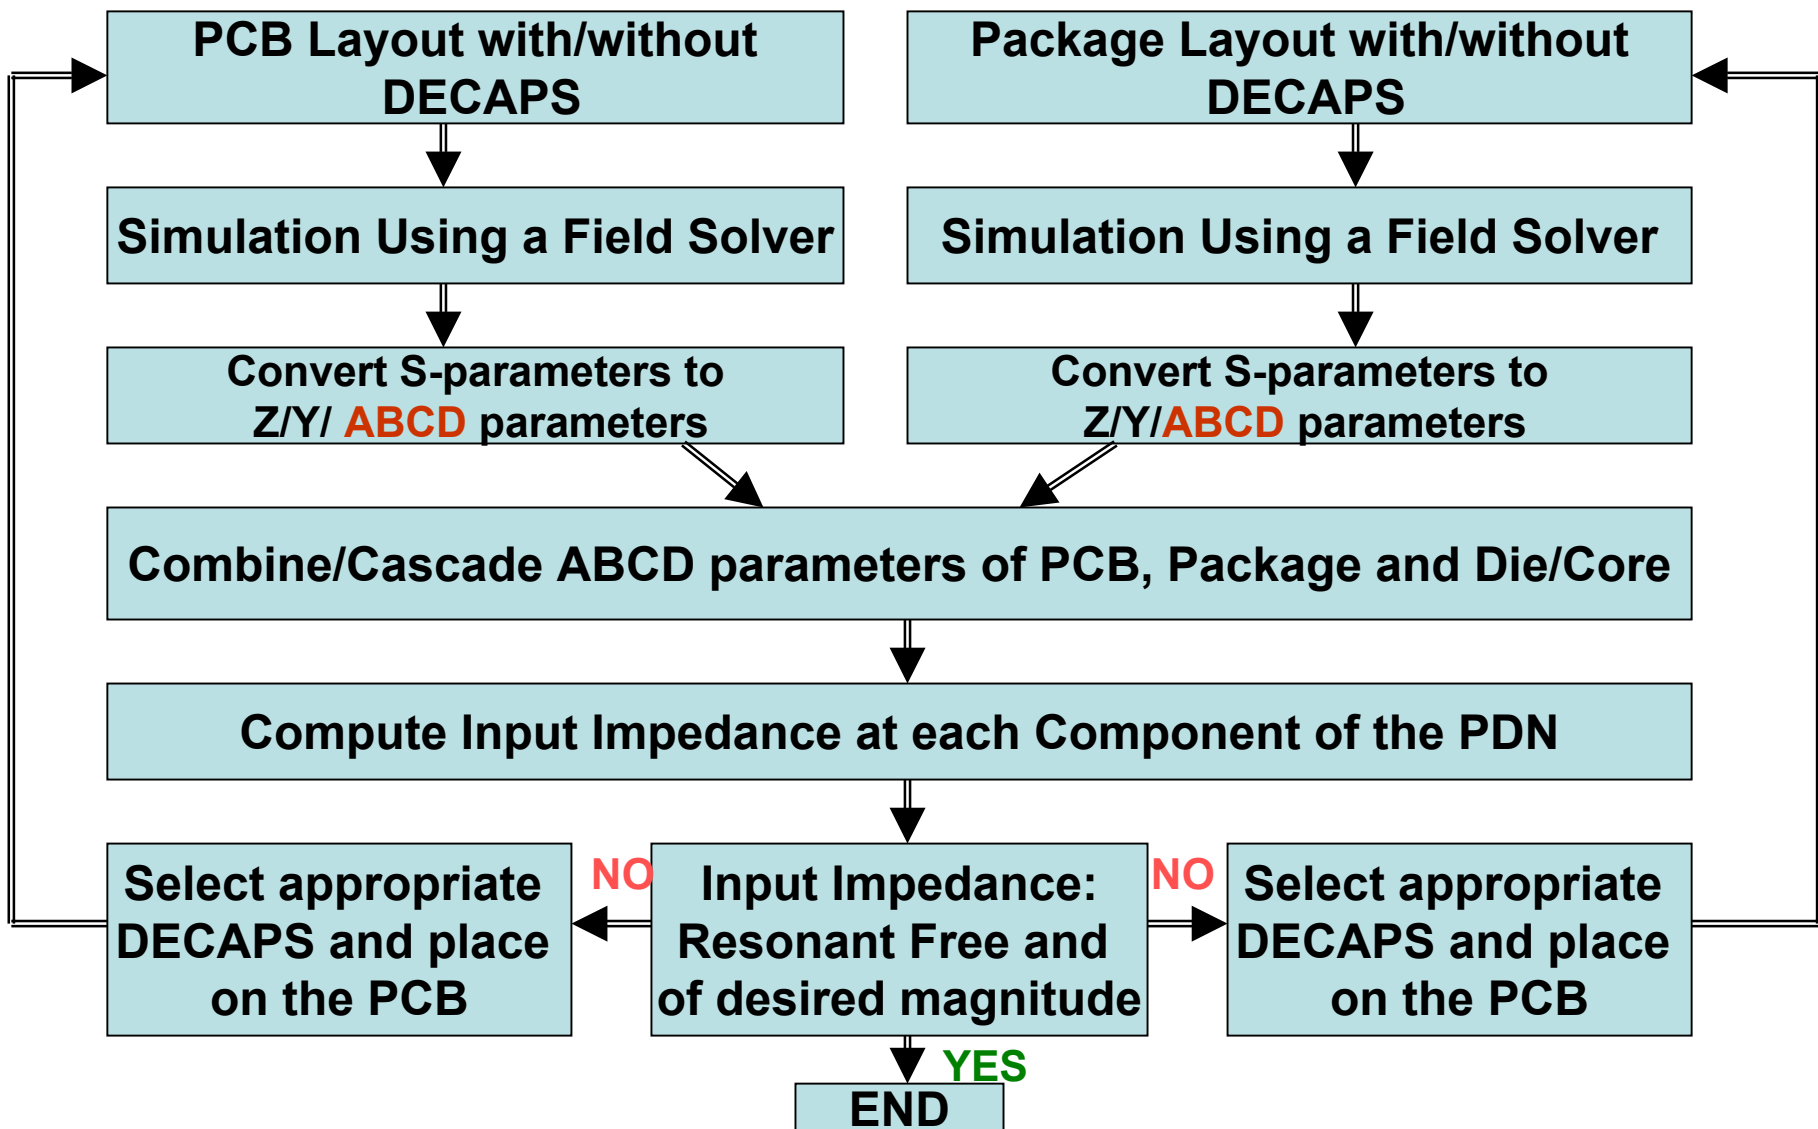 PCB Layout with/without
DECAPS
Package Layout with/without
DECAPS
Simulation Using a Field Solver
Simulation Using a Field Solver
Convert S-parameters to
Z/Y/ ABCD parameters
Convert S-parameters to
Z/Y/ABCD parameters
Combine/Cascade ABCD parameters of PCB, Package and Die/Core
Compute Input Impedance at each Component of the PDN
Select appropriate
DECAPS and place
on the PCB
NO
Input Impedance:
Resonant Free and
of desired magnitude
NO
Select appropriate
DECAPS and place
on the PCB
YES
END